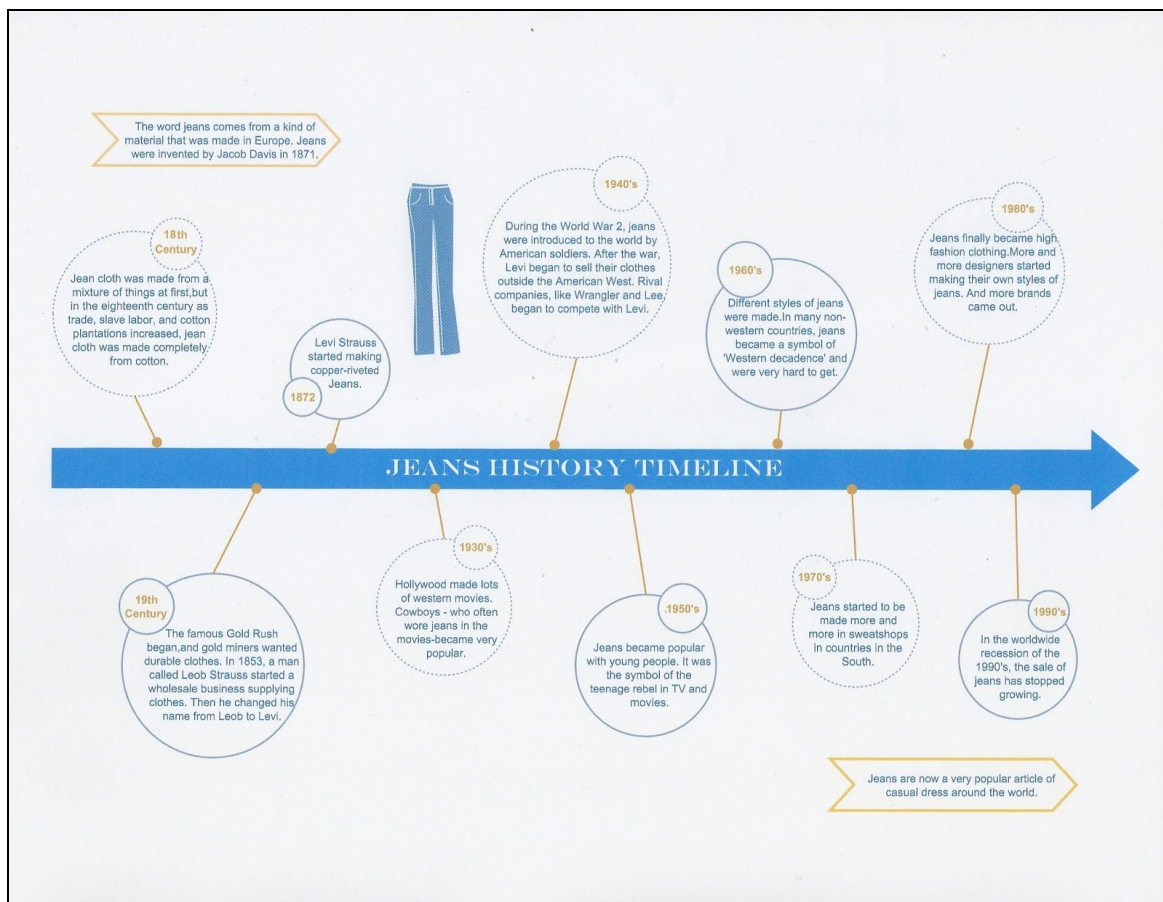 The word jeans comes from a kind of
material that was made in Europe. Jeans
were invented by Jacob Davis in 1871.
18th
Century
Jean cloth was made from a
mixture of things at first,but
in the eighteenth century as
trade, slave labor, and cotton
plantations increased, jean
cloth was made completely
from cotton.
Levi Strauss
started making
copper-riveted
Jeans.
1872
1940's
During the World War 2, jeans
were introduced to the world by
American soldiers. After the war,
Levi began to sell their clothes
outside the American West. Rival
companies, like Wrangler and Lee,
began to compete with Levi.
1960's
Different styles of jeans
were made.In many non-
western countries, jeans
became a symbol of
'Western decadence' and
were very hard to get.
1980's
Jeans finally became high
fashion clothing.More and
more designers started
making their own styles of
jeans. And more brands
came out.
JEANS HISTORY TIMELINE
19th
Century
The famous Gold Rush
began,and gold miners wanted
durable clothes. In 1853, a man
called Leob Strauss started a
wholesale business supplying
clothes. Then he changed his
name from Leob to Levi.
1930's
Hollywood made lots
of western movies.
Cowboys - who often
wore jeans in the
movies-became very
popular.
.1950's
Jeans became popular
with young people. It was
the symbol of the
teenage rebel in TV and
movies.
1970's
Jeans started to be
made more and
more in sweatshops
in countries in the
South.
1990's
In the worldwide
recession of the
1990's, the sale of
jeans has stopped
growing.
Jeans are now a very popular article of
casual dress around the world.